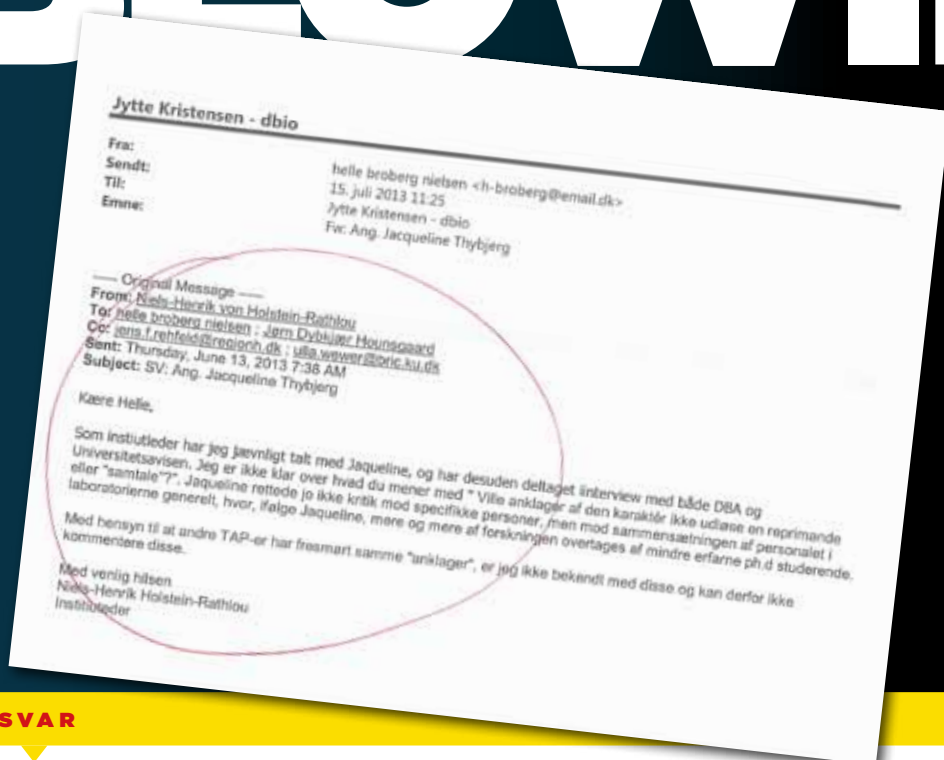 Jytte Kristensen - dbio
Fra: helle broberg nielsen <h-broberg@email.dk>
Sendt: 15. juli 2013 11:25
Til: Jytte Kristensen - dbio
Emne: Fw: Ang. Jacqueline Thybjerg
----- Original Message -----
From: Niels-Henrik von Holstein-Rathlou
To: helle broberg nielsen ; Jørn Dybkjær Hounsgaard
Cc: jens.f.rehfeld@regionh.dk ; ulla.wewer@bric.ku.dk
Sent: Thursday, June 13, 2013 7:38 AM
Subject: SV: Ang. Jacqueline Thybjerg
Kære Helle,
Som instiutleder har jeg jævnligt talt med Jaqueline, og har desuden deltaget iinterview med både DBA og
Universitetsavisen. Jeg er ikke klar over hvad du mener med " Ville anklager af den karaktér ikke udløse en reprimande
eller "samtale"?". Jaqueline rettede jo ikke kritik mod specifikke personer, men mod sammensætningen af personalet i
laboratorierne generelt, hvor, ifølge Jaqueline, mere og mere af forskningen overtages af mindre erfarne ph.d studerende.
Med hensyn til at andre TAP-er har fresmørt samme "anklager", er jeg ikke bekendt med disse og kan derfor ikke
kommentere disse.
Med venlig hilsen
Niels-Henrik Holstein-Rathlou
Instituteder
SVAR